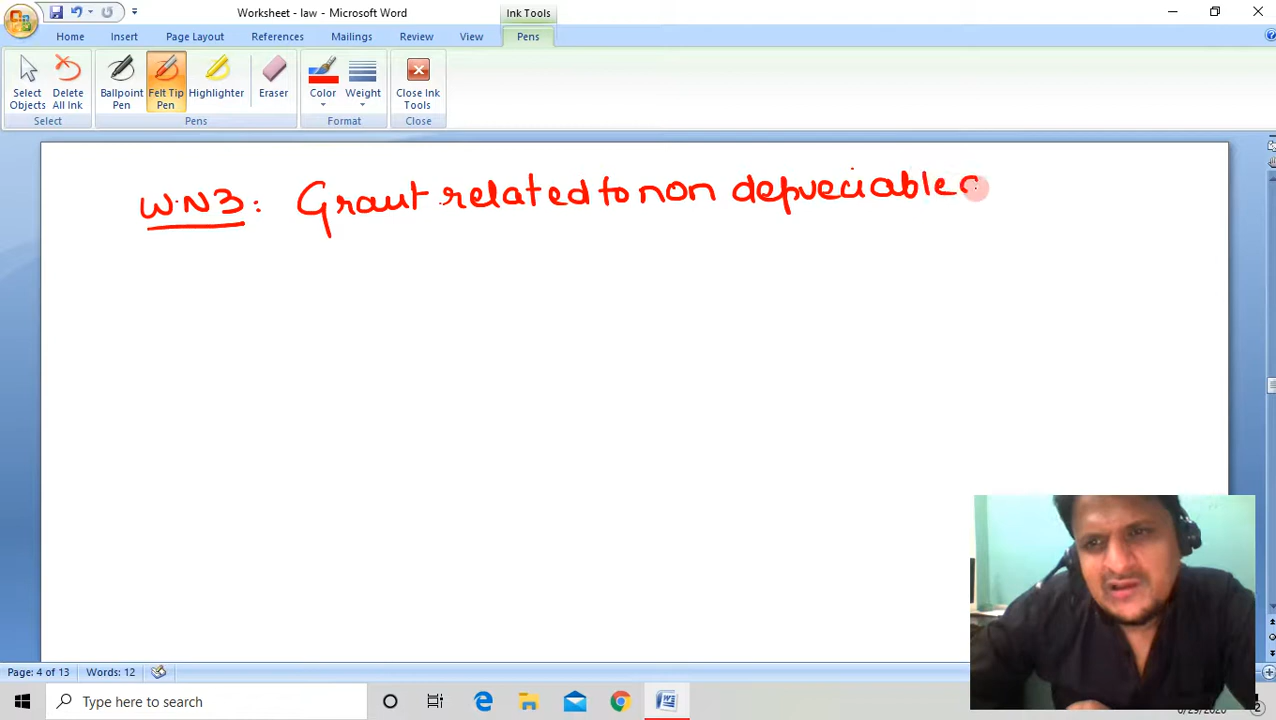 Worksheet - law - Microsoft Word
Ink Tools
Home Insert Page Layout References Mailings Review View Pens
Select Objects
Delete All Ink
Ballpoint Pen
Felt Tip Pen
Highlighter
Eraser
Color
Weight
Close Ink Tools
Select Pens Format Close
W.N3: Grant related to non depreciable a
Page: 4 of 13 Words: 12
Type here to search
2